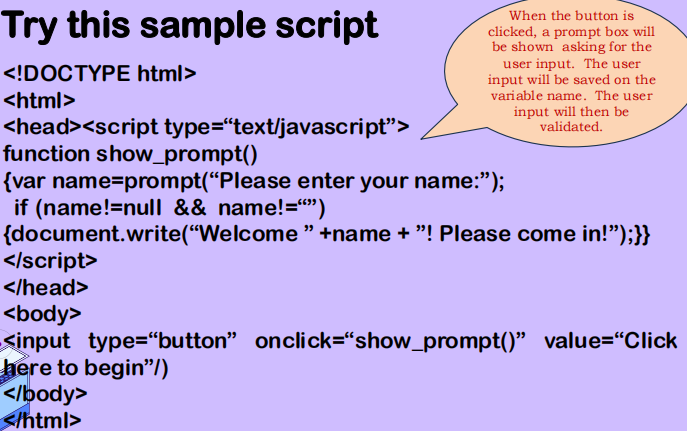 Try this sample script
When the button is
clicked, a prompt box will
be shown asking for the
user input. The user
input will be saved on the
variable name. The user
input will then be
validated.
<!DOCTYPE html>
<html>
<head><script type=“text/javascript”>
function show_prompt()
{var name=prompt(“Please enter your name:”);
if (name!=null && name!=“”)
{document.write(“Welcome ” +name + ”! Please come in!”);}}
</script>
</head>
<body>
<input type=“button” onclick=“show_prompt()” value=“Click
here to begin”/)
</body>
</html>